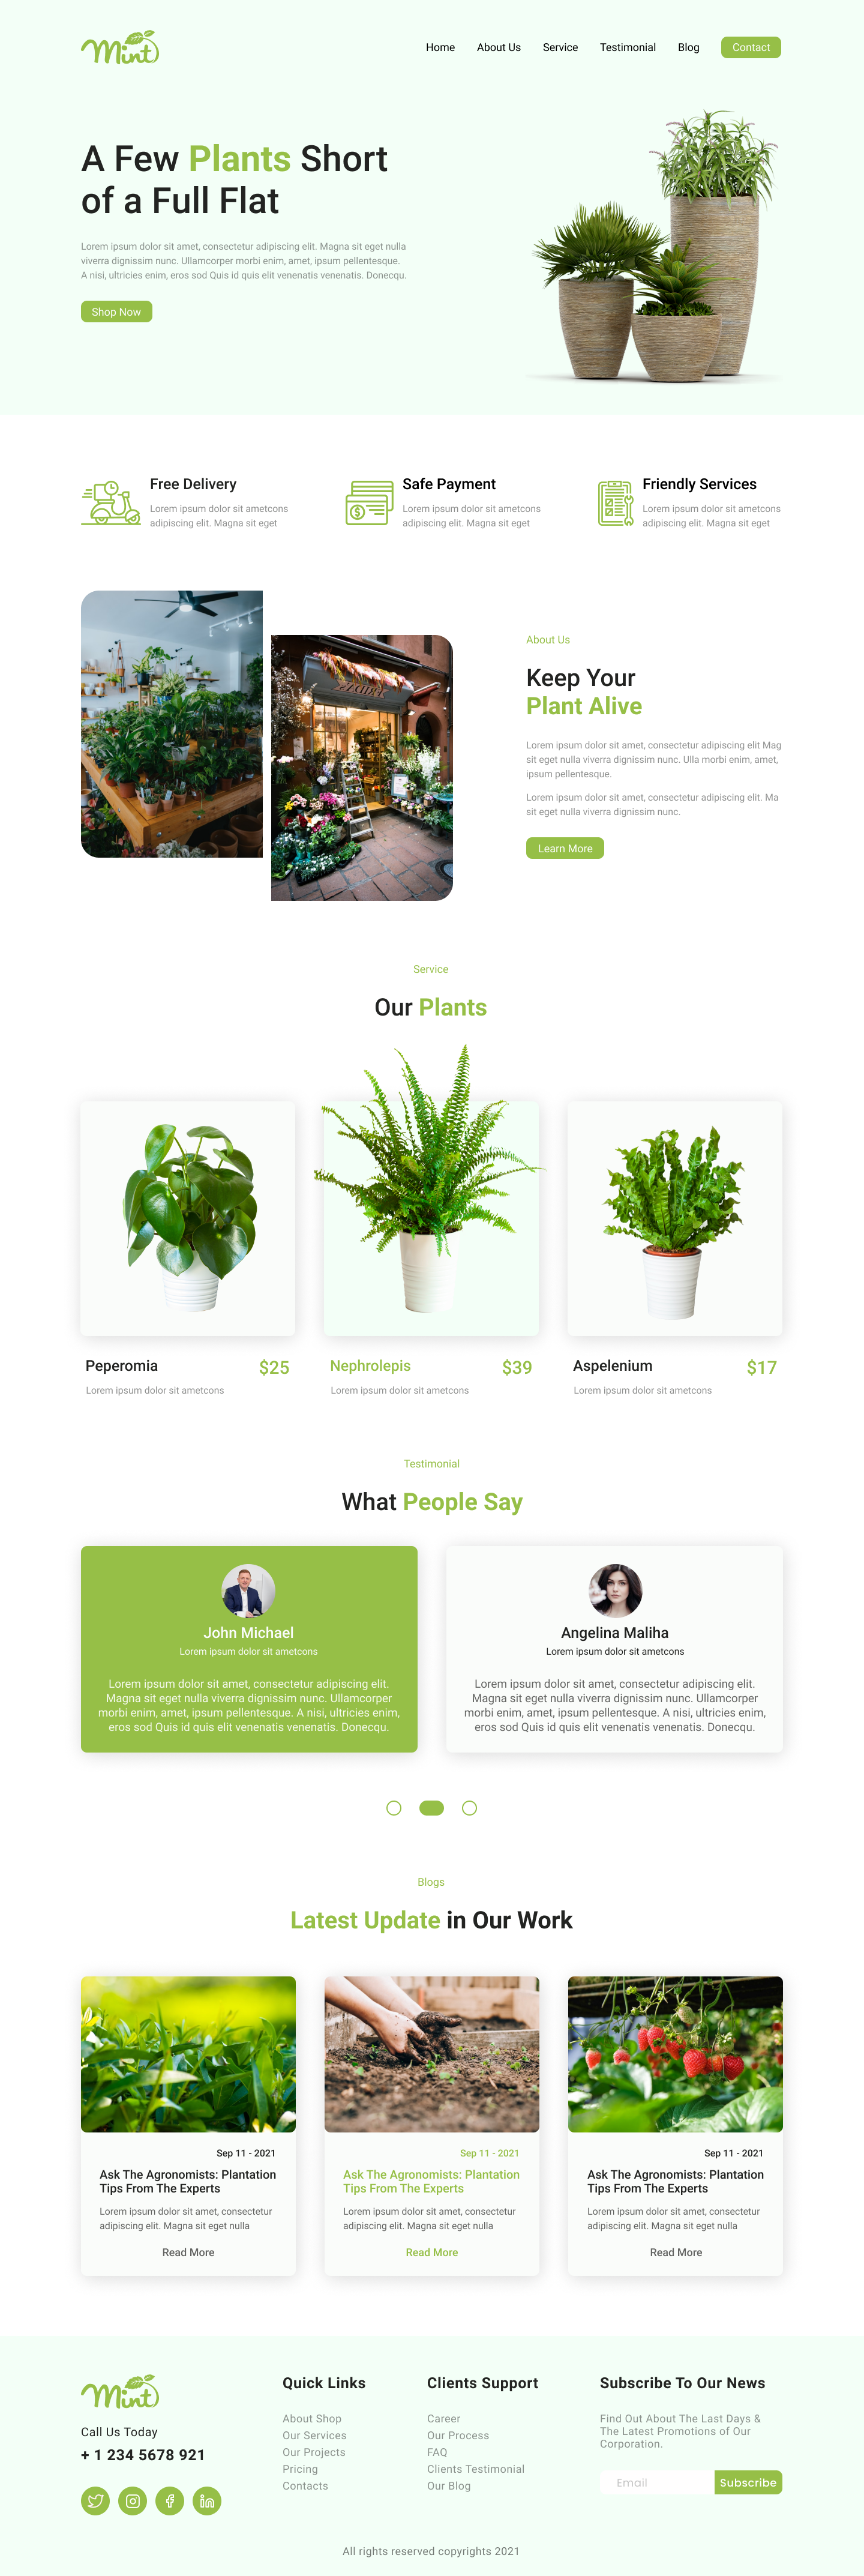 Mint
Home
About Us
Service
Testimonial
Blog
Contact
A Few Plants Short
of a Full Flat
Lorem ipsum dolor sit amet, consectetur adipiscing elit. Magna sit eget nulla
viverra dignissim nunc. Ullamcorper morbi enim, amet, ipsum pellentesque.
A nisi, ultricies enim, eros sod Quis id quis elit venenatis venenatis. Donecqu.
Shop Now
Free Delivery
Lorem ipsum dolor sit ametcons
adipiscing elit. Magna sit eget
Safe Payment
Lorem ipsum dolor sit ametcons
adipiscing elit. Magna sit eget
Friendly Services
Lorem ipsum dolor sit ametcons
adipiscing elit. Magna sit eget
About Us
Keep Your
Plant Alive
Lorem ipsum dolor sit amet, consectetur adipiscing elit Mag
sit eget nulla viverra dignissim nunc. Ulla morbi enim, amet,
ipsum pellentesque.
Lorem ipsum dolor sit amet, consectetur adipiscing elit. Ma
sit eget nulla viverra dignissim nunc.
Learn More
Service
Our Plants
Peperomia
$25
Lorem ipsum dolor sit ametcons
Nephrolepis
$39
Lorem ipsum dolor sit ametcons
Aspelenium
$17
Lorem ipsum dolor sit ametcons
Testimonial
What People Say
John Michael
Lorem ipsum dolor sit ametcons
Lorem ipsum dolor sit amet, consectetur adipiscing elit.
Magna sit eget nulla viverra dignissim nunc. Ullamcorper
morbi enim, amet, ipsum pellentesque. A nisi, ultricies enim,
eros sod Quis id quis elit venenatis venenatis. Donecqu.
Angelina Maliha
Lorem ipsum dolor sit ametcons
Lorem ipsum dolor sit amet, consectetur adipiscing elit.
Magna sit eget nulla viverra dignissim nunc. Ullamcorper
morbi enim, amet, ipsum pellentesque. A nisi, ultricies enim,
eros sod Quis id quis elit venenatis venenatis. Donecqu.
Blogs
Latest Update in Our Work
Sep 11 - 2021
Ask The Agronomists: Plantation
Tips From The Experts
Lorem ipsum dolor sit amet, consectetur
adipiscing elit. Magna sit eget nulla
Read More
Sep 11 - 2021
Ask The Agronomists: Plantation
Tips From The Experts
Lorem ipsum dolor sit amet, consectetur
adipiscing elit. Magna sit eget nulla
Read More
Sep 11 - 2021
Ask The Agronomists: Plantation
Tips From The Experts
Lorem ipsum dolor sit amet, consectetur
adipiscing elit. Magna sit eget nulla
Read More
Mint
Call Us Today
+ 1 234 5678 921
Quick Links
About Shop
Our Services
Our Projects
Pricing
Contacts
Clients Support
Career
Our Process
FAQ
Clients Testimonial
Our Blog
Subscribe To Our News
Find Out About The Last Days &
The Latest Promotions of Our
Corporation.
Email
Subscribe
All rights reserved copyrights 2021